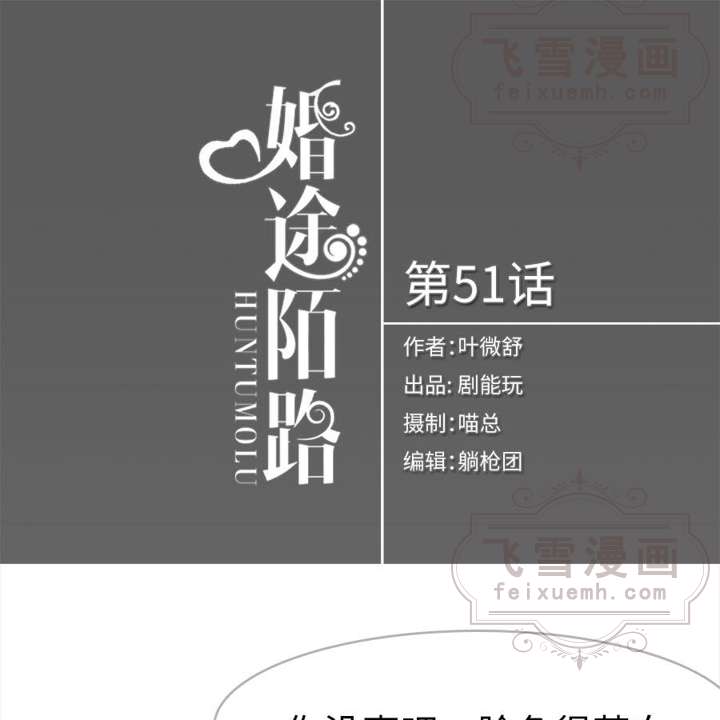 飞雪漫画
feixuemh.com
婚途陌路
HUNTUMOLU
第51话
作者:叶微舒
出品:剧能玩
摄制:喵总
编辑:躺枪团
飞雪漫画
feixuemh.com